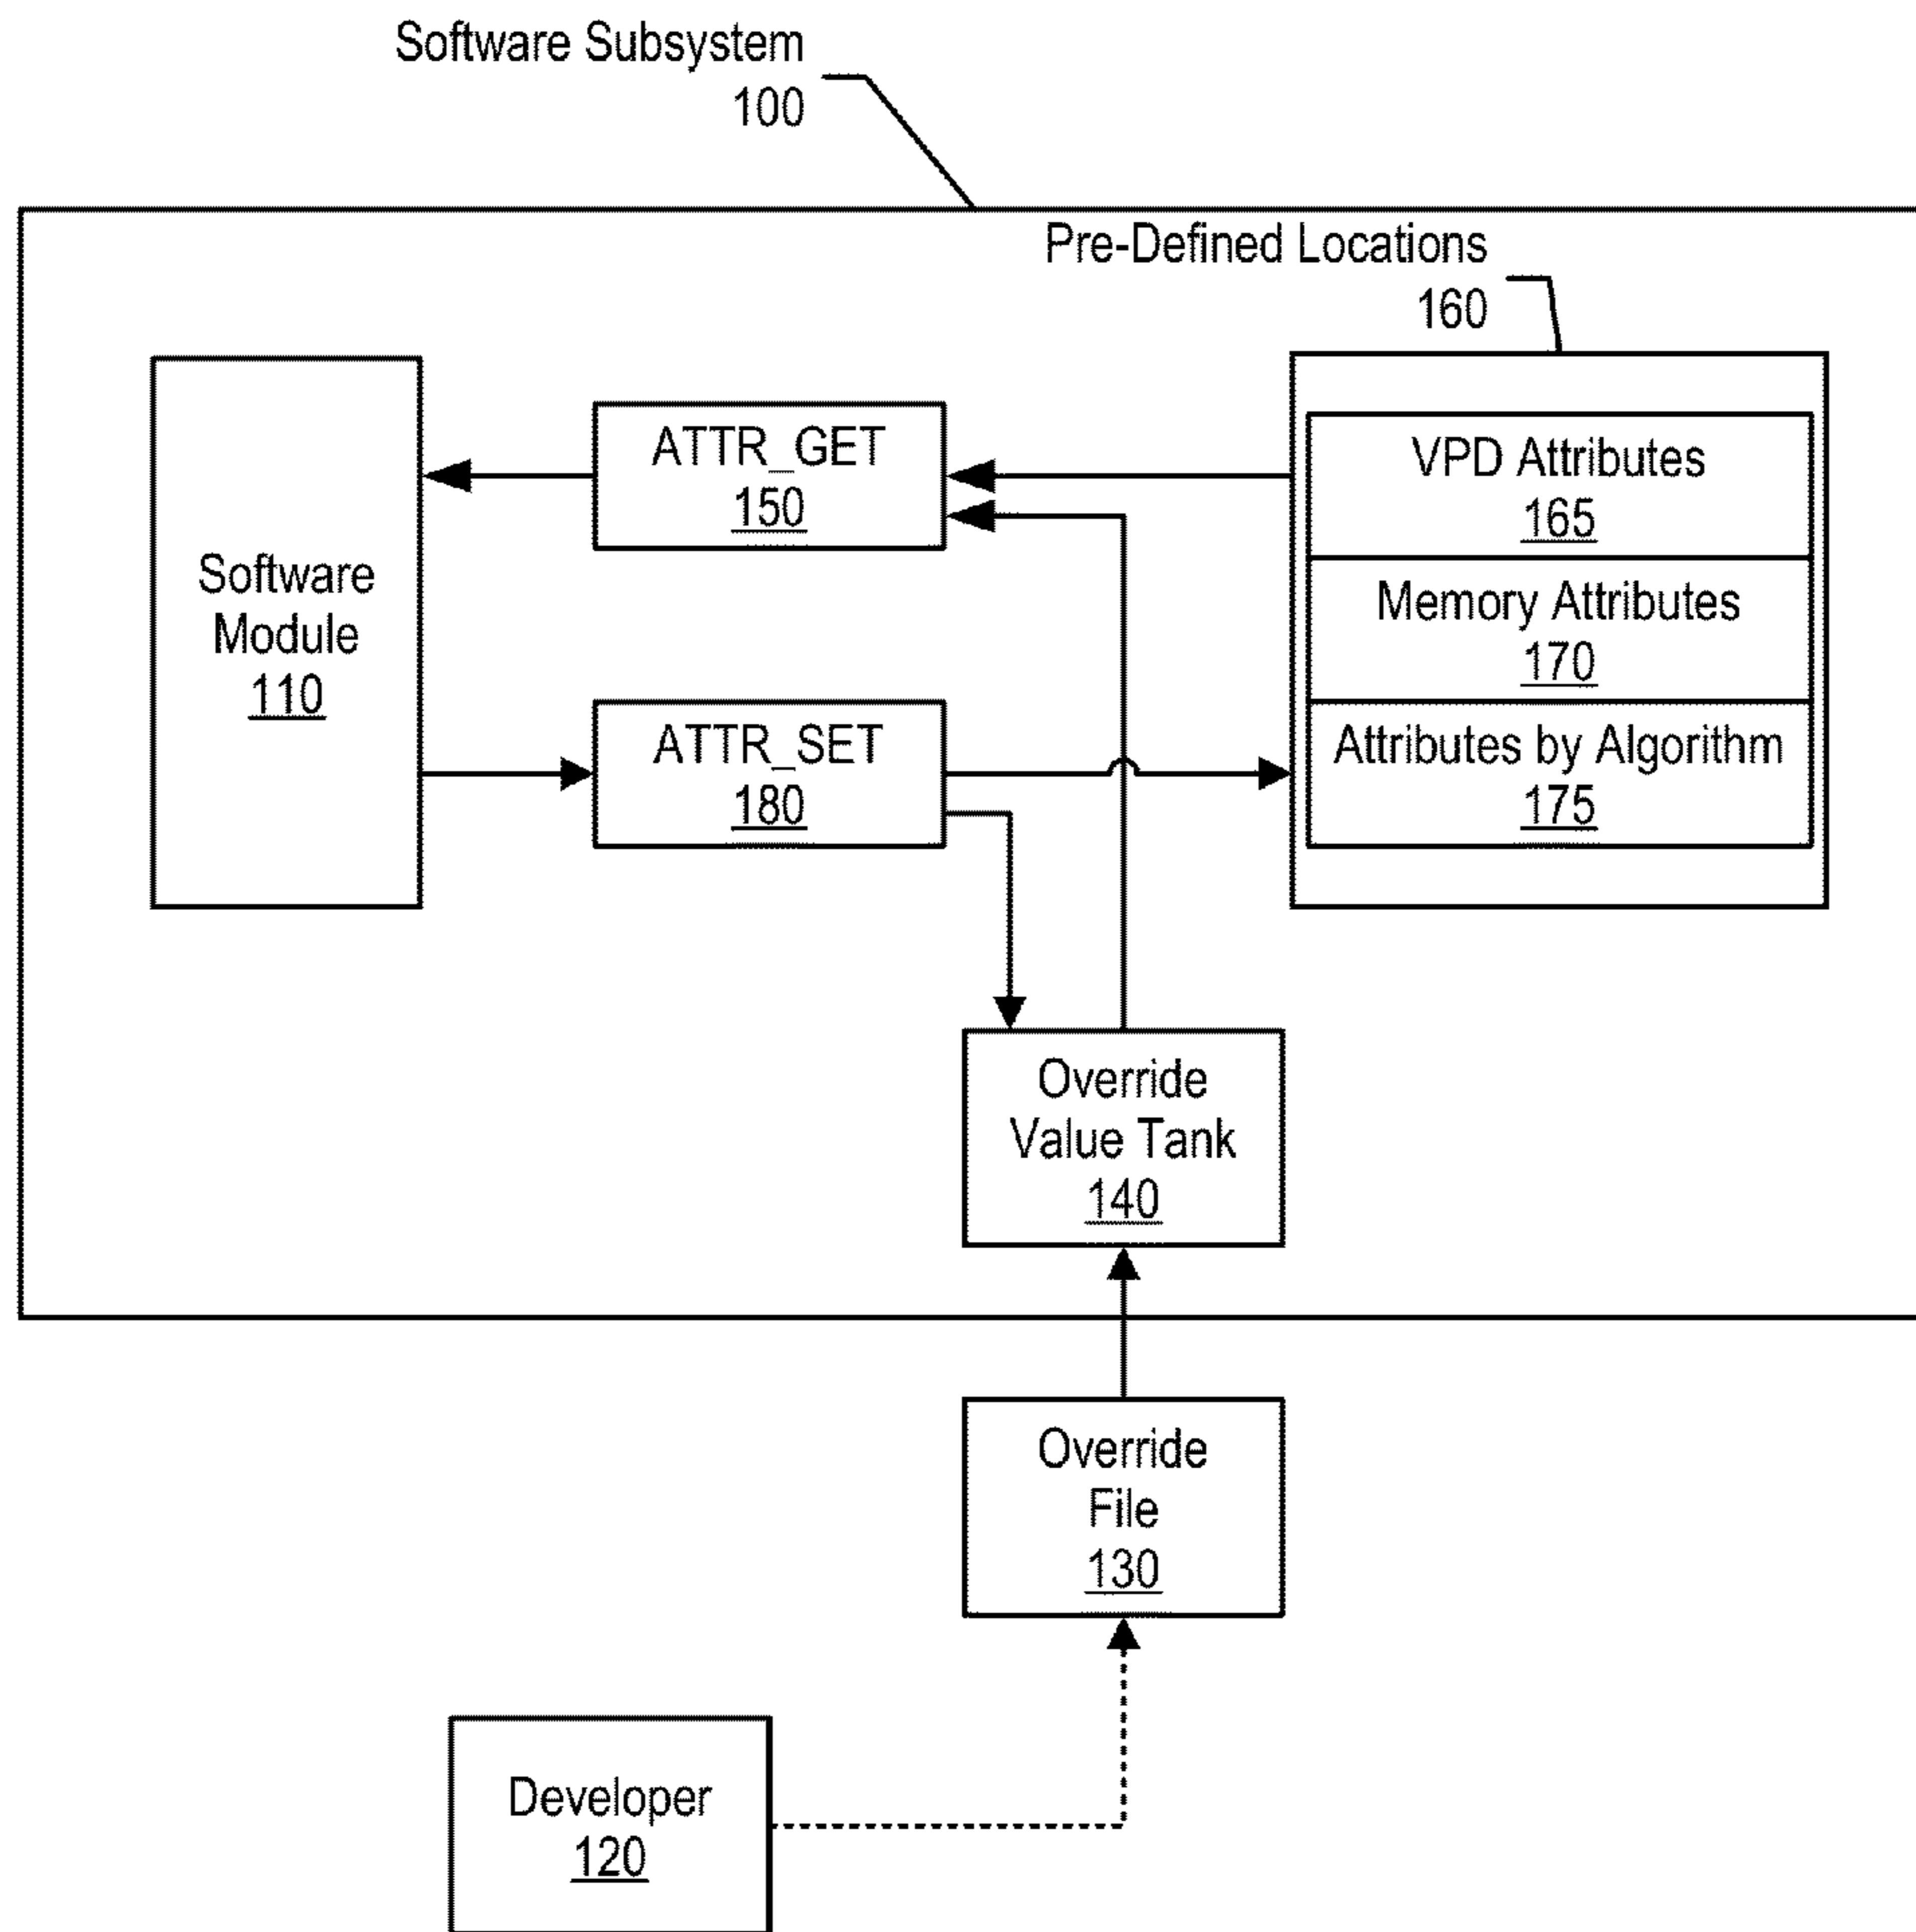 Software Subsystem
100
Pre-Defined Locations
160
Software
Module
110
ATTR_GET
150
ATTR_SET
180
VPD Attributes
165
Memory Attributes
170
Attributes by Algorithm
175
Override
Value Tank
140
Override
File
130
Developer
120